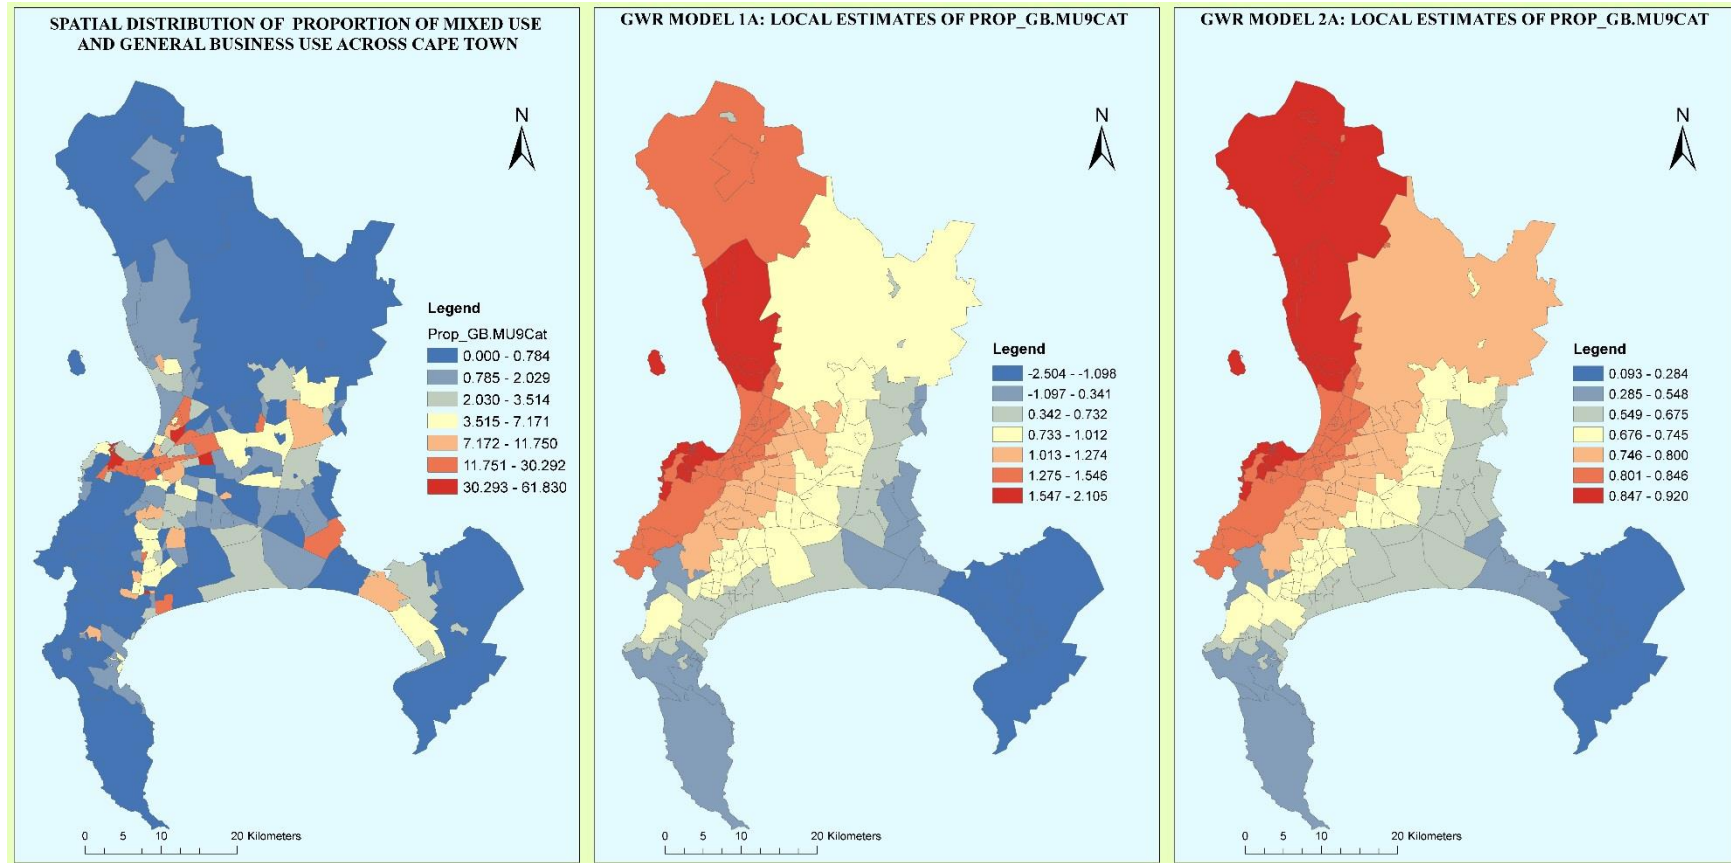 SPATIAL DISTRIBUTION OF PROPORTION OF MIXED USE
AND GENERAL BUSINESS USE ACROSS CAPE TOWN
N
Legend
Prop_GB.MU9Cat
0.000 - 0.784
0.785 - 2.029
2.030 - 3.514
3.515 - 7.171
7.172 - 11.750
11.751 - 30.292
30.293 - 61.830
0 5 10 20 Kilometers
GWR MODEL 1A: LOCAL ESTIMATES OF PROP_GB.MU9CAT
N
Legend
-2.504 - -1.098
-1.097 - 0.341
0.342 - 0.732
0.733 - 1.012
1.013 - 1.274
1.275 - 1.546
1.547 - 2.105
0 5 10 20 Kilometers
GWR MODEL 2A: LOCAL ESTIMATES OF PROP_GB.MU9CAT
N
Legend
0.093 - 0.284
0.285 - 0.548
0.549 - 0.675
0.676 - 0.745
0.746 - 0.800
0.801 - 0.846
0.847 - 0.920
0 5 10 20 Kilometers